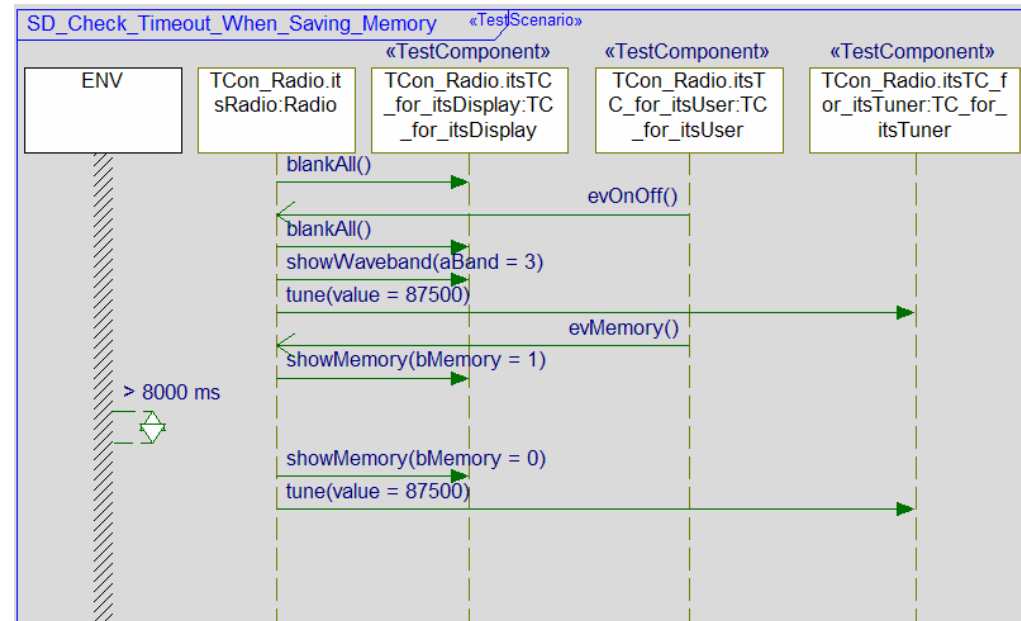 SD_Check_Timeout_When_Saving_Memory
«TestScenario»
«TestComponent»
«TestComponent»
«TestComponent»
ENV
TCon_Radio.it
sRadio:Radio
TCon_Radio.itsTC
_for_itsDisplay:TC
_for_itsDisplay
TCon_Radio.itsT
C_for_itsUser:TC
_for_itsUser
TCon_Radio.itsTC_f
or_itsTuner:TC_for_
itsTuner
blankAll()
evOnOff()
blankAll()
showWaveband(aBand = 3)
tune(value = 87500)
evMemory()
showMemory(bMemory = 1)
> 8000 ms
showMemory(bMemory = 0)
tune(value = 87500)